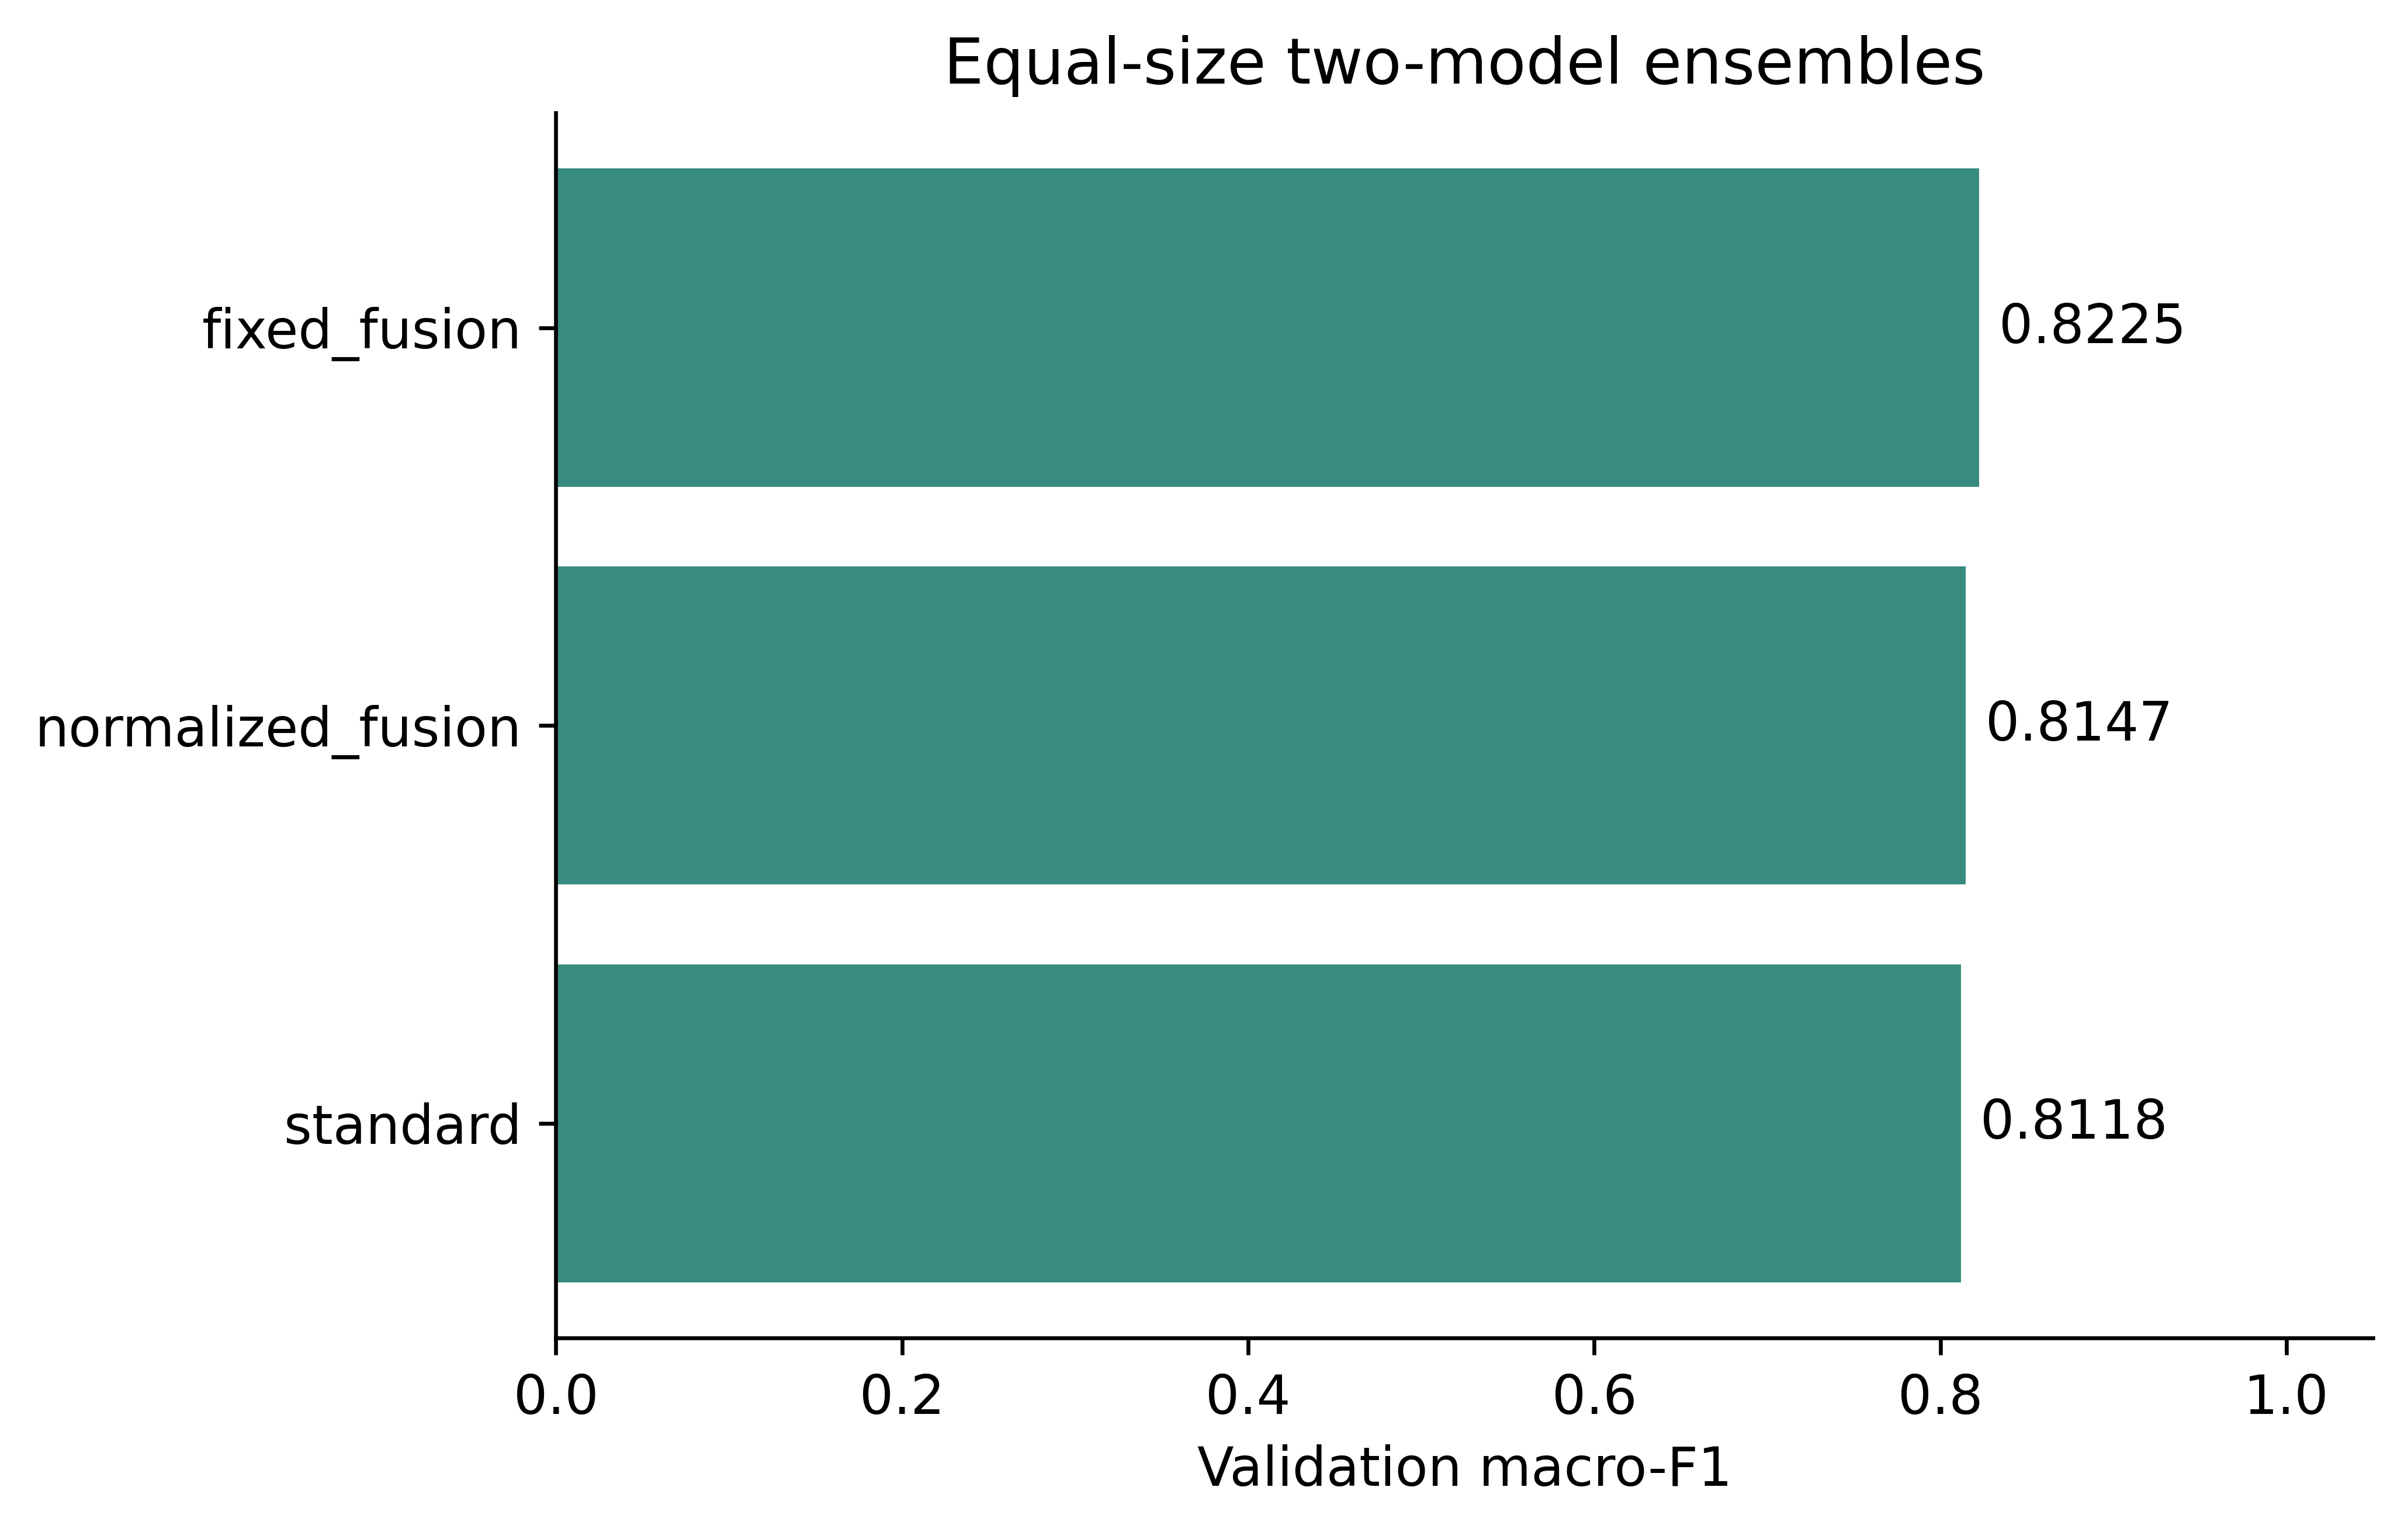 Equal-size two-model ensembles
fixed_fusion
0.8225
normalized_fusion
0.8147
standard
0.8118
0.0 0.2 0.4 0.6 0.8 1.0
Validation macro-F1